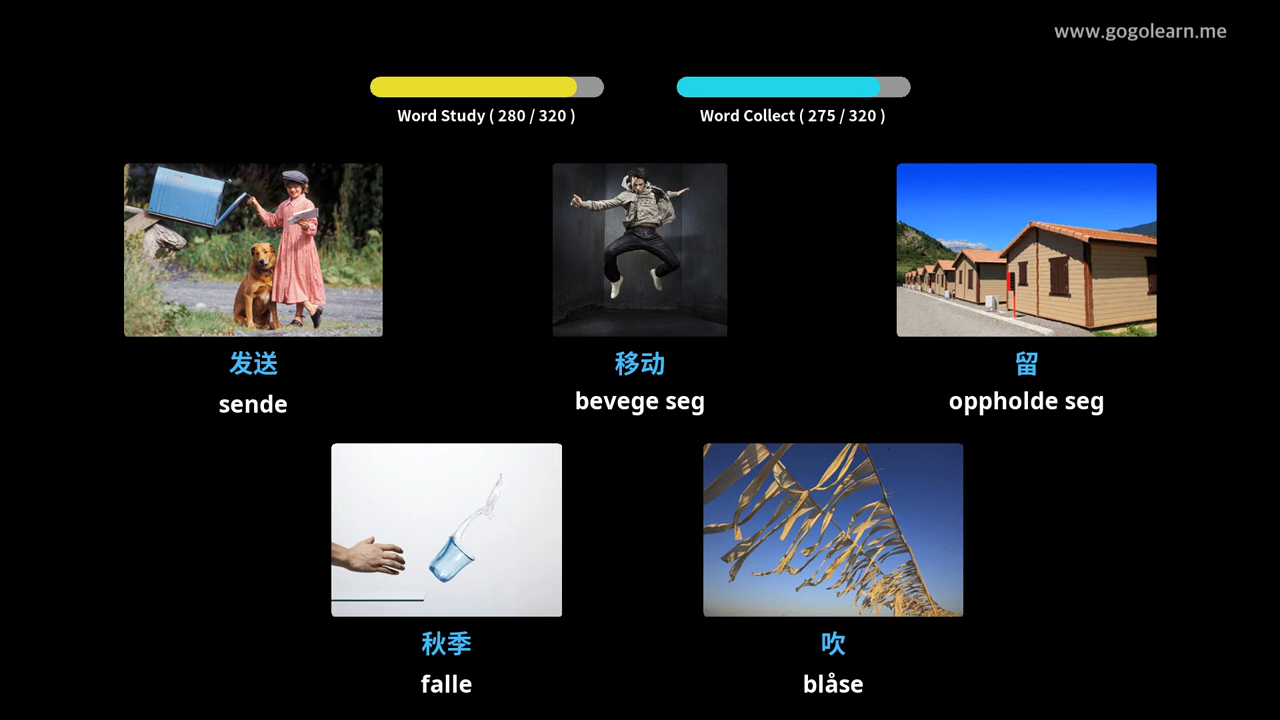 www.gogolearn.me
Word Study ( 280 / 320 )
Word Collect ( 275 / 320 )
发送
sende
移动
bevege seg
留
oppholde seg
秋季
falle
吹
blåse